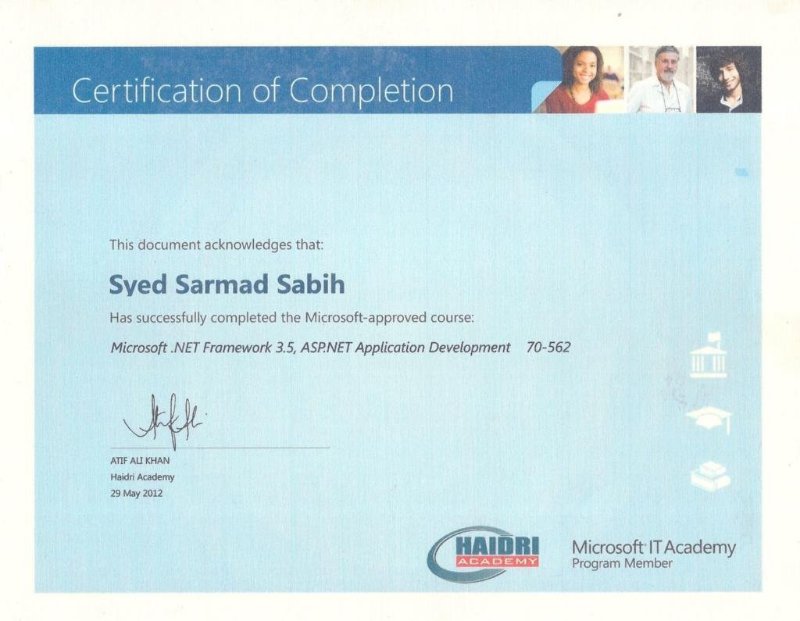 Certification of Completion
This document acknowledges that:
Syed Sarmad Sabih
Has successfully completed the Microsoft-approved course:
Microsoft .NET Framework 3.5, ASP.NET Application Development 70-562
ATIF ALI KHAN
Haidri Academy
29 May 2012
HAIDRI
ACADEMY
Microsoft IT Academy
Program Member